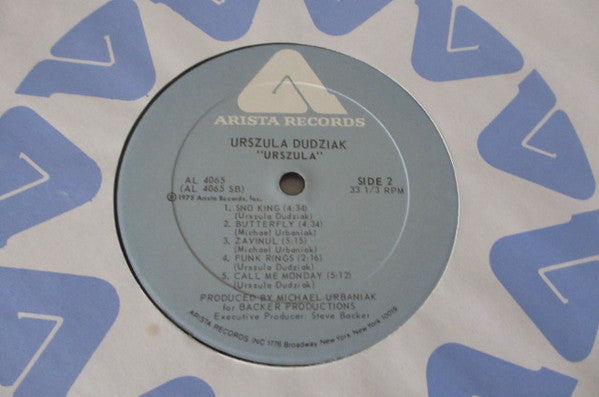 ARISTA RECORDS
URSZULA DUDZIAK
"URSZULA"
AL 4065
(AL 4065 SB)
SIDE 2
33 1/3 RPM
Ⓟ1975 Arista Records, Inc.
1. SNO KING (4:34)
(Urszula Dudziak)
2. BUTTERFLY (4:34)
(Michael Urbaniak)
3. ZAVINUL (5:15)
(Michael Urbaniak)
4. FUNK RINGS (2:16)
(Urszula Dudziak)
5. CALL ME MONDAY (5:12)
(Urszula Dudziak)
PRODUCED BY MICHAEL URBANIAK
for BACKER PRODUCTIONS
Executive Producer: Steve Backer
ARISTA RECORDS INC 1776 Broadway New York, New York 10019